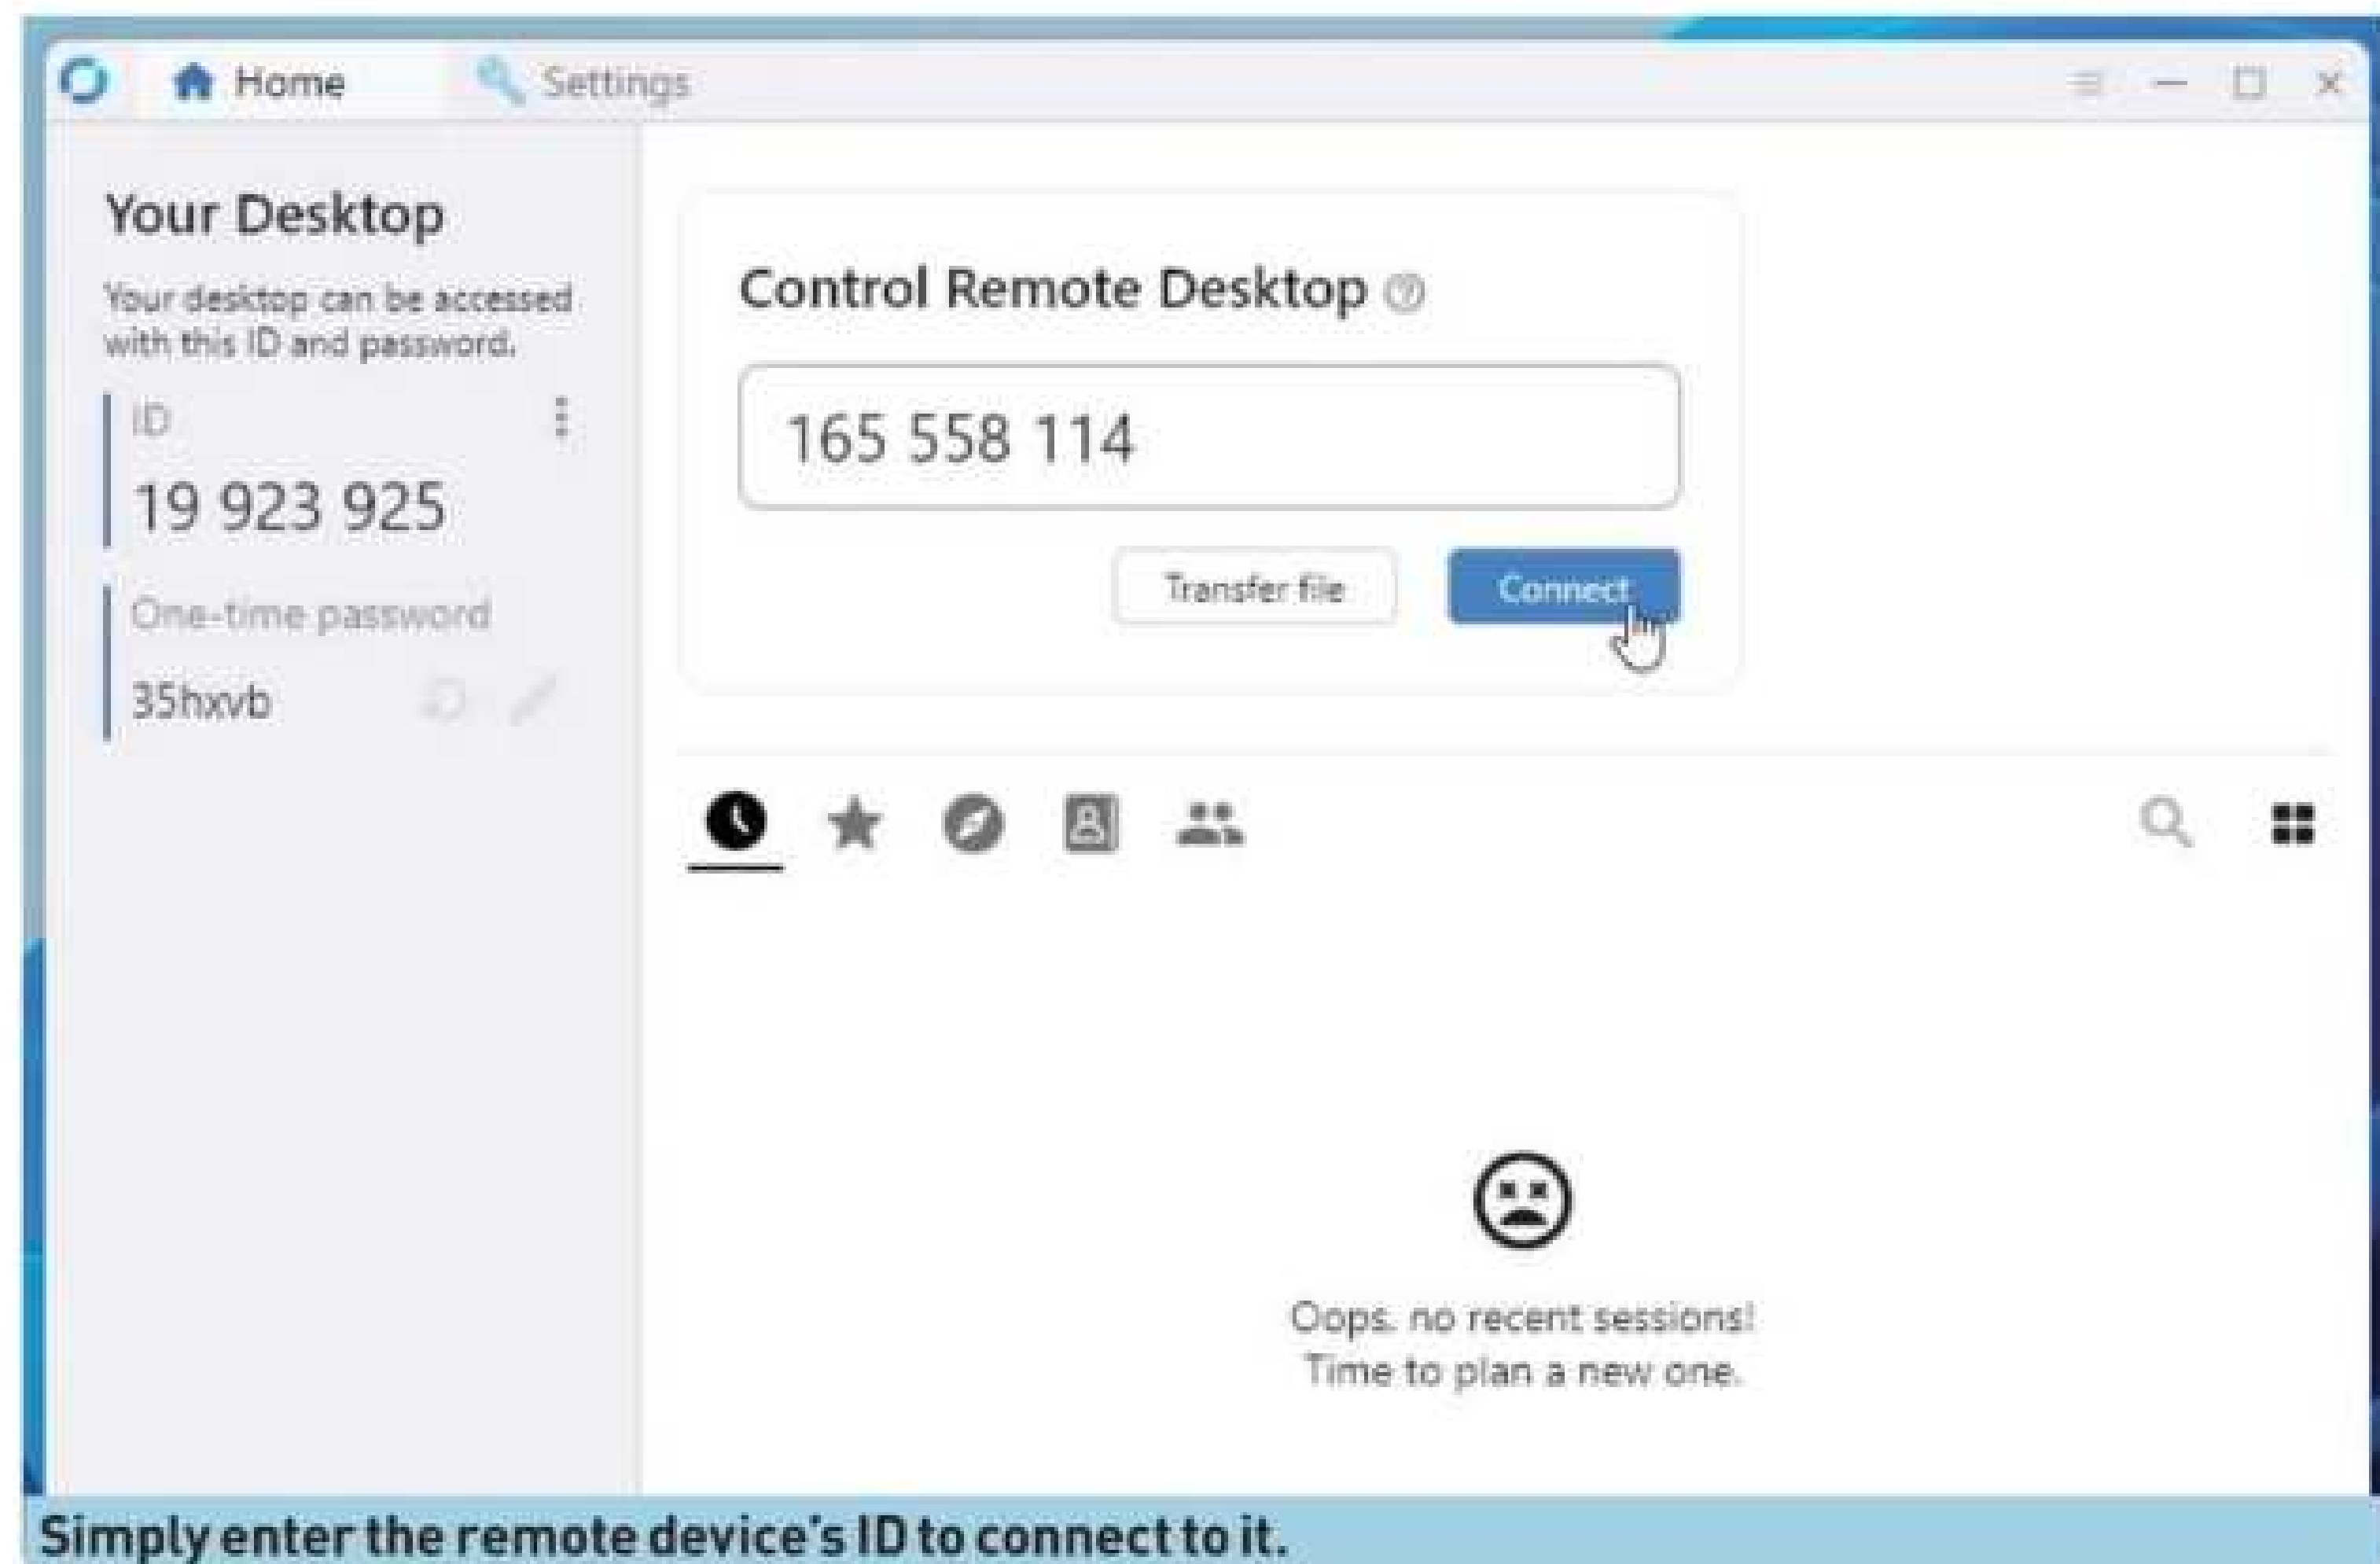 Home
Settings
Your Desktop
Your desktop can be accessed
with this ID and password.
ID
19 923 925
One-time password
35hxvb
Control Remote Desktop
165 558 114
Transfer file
Connect
Oops, no recent sessions!
Time to plan a new one.
Simply enter the remote device's ID to connect to it.